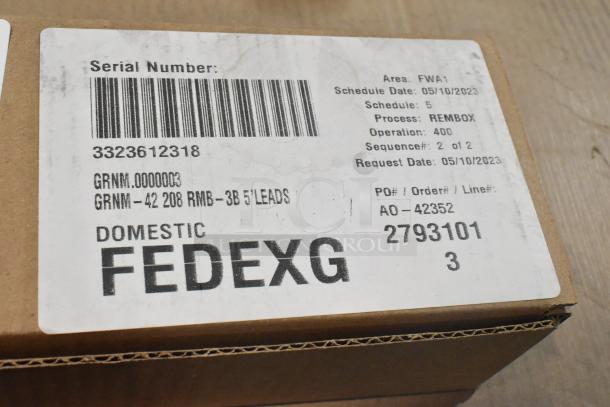 Serial Number:
3323612318
GRNM.0000003
GRNM-42 208 RMB-3B 5'LEADS
DOMESTIC
FEDEXG
Area: FWA1
Schedule Date: 05/10/2023
Schedule: 5
Process: REMBOX
Operation: 400
Sequence#: 2 of 2
Request Date: 05/10/2023
PO# / Order# / Line#:
AO-42352
2793101
3
PCI
GROUP